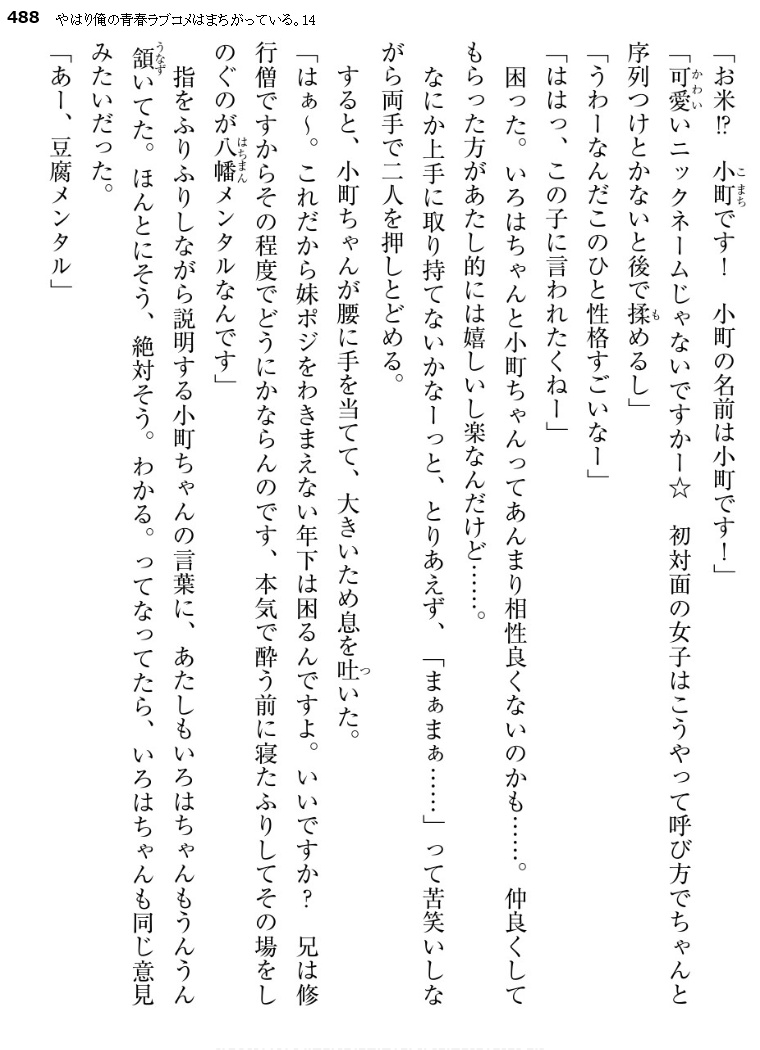 488 やはり俺の青春ラブコメはまちがっている。14
「お米!?　小町です！　小町の名前は小町です！」
「可愛いニックネームじゃないですかー☆　初対面の女子はこうやって呼び方でちゃんと
序列つけとかないと後で揉めるし」
「うわーなんだこのひと性格すごいなー」
「ははっ、この子に言われたくねー」
　困った。いろはちゃんと小町ちゃんってあんまり相性良くないのかも……。仲良くして
もらった方があたし的には嬉しいし楽なんだけど……。
　なにか上手に取り持てないかなーっと、とりあえず、「まぁまぁ……」って苦笑いしな
がら両手で二人を押しとどめる。
　すると、小町ちゃんが腰に手を当てて、大きいため息を吐いた。
「はぁ～。これだから妹ポジをわきまえない年下は困るんですよ。いいですか？　兄は修
行僧ですからその程度でどうにかならんのです、本気で酔う前に寝たふりしてその場をし
のぐのが八幡メンタルなんです」
　指をふりふりしながら説明する小町ちゃんの言葉に、あたしもいろはちゃんもうんうん
頷いてた。ほんとにそう、絶対そう。わかる。ってなってたら、いろはちゃんも同じ意見
みたいだった。
「あー、豆腐メンタル」